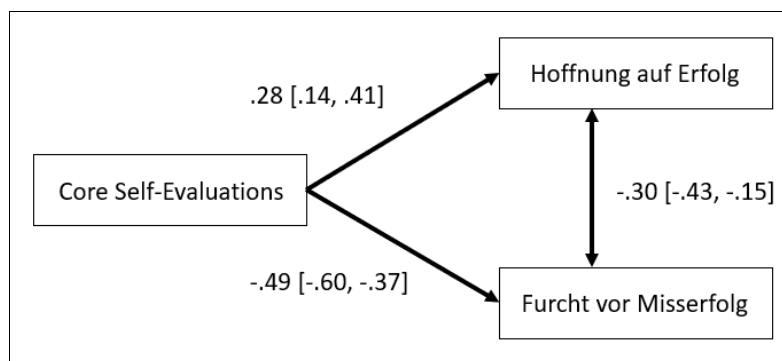 Hoffnung auf Erfolg
.28 [.14, .41]
Core Self-Evaluations
-.30 [-.43, -.15]
-.49 [-.60, -.37]
Furcht vor Misserfolg